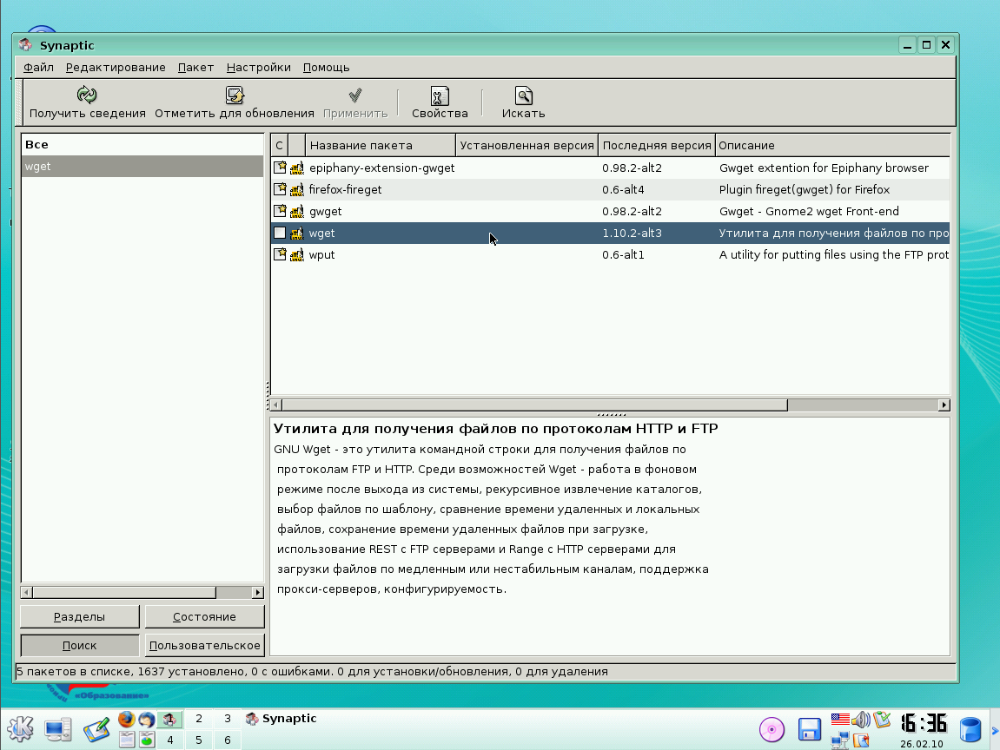 Synaptic
Файл Редактирование Пакет Настройки Помощь
Получить сведения Отметить для обновления Применить Свойства Искать
Все
wget
С Название пакета Установленная версия Последняя версия Описание
epiphany-extension-gwget 0.98.2-alt2 Gwget extention for Epiphany browser
firefox-fireget 0.6-alt4 Plugin fireget(gwget) for Firefox
gwget 0.98.2-alt2 Gwget - Gnome2 wget Front-end
wget 1.10.2-alt3 Утилита для получения файлов по про
wput 0.6-alt1 A utility for putting files using the FTP prot
Утилита для получения файлов по протоколам HTTP и FTP
GNU Wget - это утилита командной строки для получения файлов по
протоколам FTP и HTTP. Среди возможностей Wget - работа в фоновом
режиме после выхода из системы, рекурсивное извлечение каталогов,
выбор файлов по шаблону, сравнение времени удаленных и локальных
файлов, сохранение времени удаленных файлов при загрузке,
использование REST с FTP серверами и Range с HTTP серверами для
загрузки файлов по медленным или нестабильным каналам, поддержка
прокси-серверов, конфигурируемость.
Разделы Состояние
Поиск Пользовательское
5 пакетов в списке, 1637 установлено, 0 с ошибками. 0 для установки/обновления, 0 для удаления
«Образование»
2 3
4 5 6
Synaptic
16:36
26.02.10